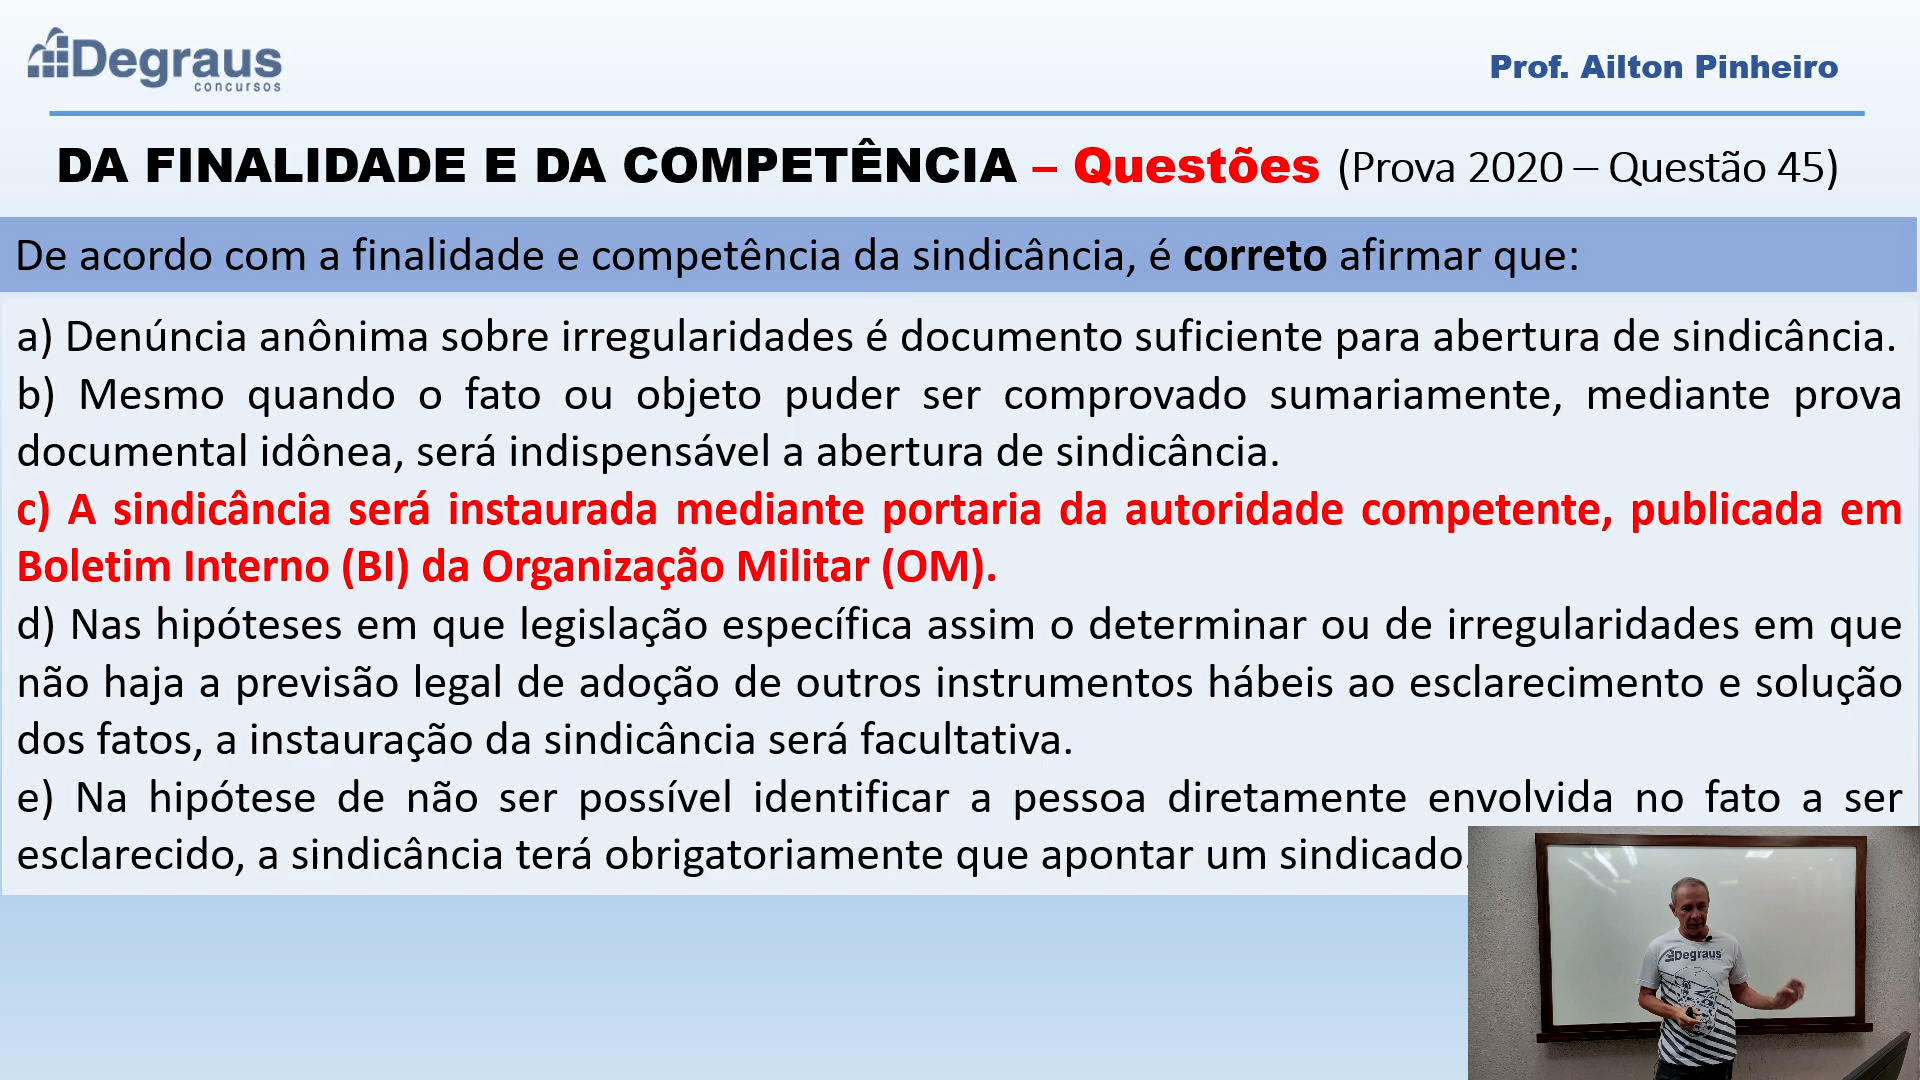 Degraus
concursos
Prof. Ailton Pinheiro
DA FINALIDADE E DA COMPETÊNCIA – Questões (Prova 2020 – Questão 45)
De acordo com a finalidade e competência da sindicância, é correto afirmar que:
a) Denúncia anônima sobre irregularidades é documento suficiente para abertura de sindicância.
b) Mesmo quando o fato ou objeto puder ser comprovado sumariamente, mediante prova
documental idônea, será indispensável a abertura de sindicância.
c) A sindicância será instaurada mediante portaria da autoridade competente, publicada em
Boletim Interno (BI) da Organização Militar (OM).
d) Nas hipóteses em que legislação específica assim o determinar ou de irregularidades em que
não haja a previsão legal de adoção de outros instrumentos hábeis ao esclarecimento e solução
dos fatos, a instauração da sindicância será facultativa.
e) Na hipótese de não ser possível identificar a pessoa diretamente envolvida no fato a ser
esclarecido, a sindicância terá obrigatoriamente que apontar um sindicado.
Degraus